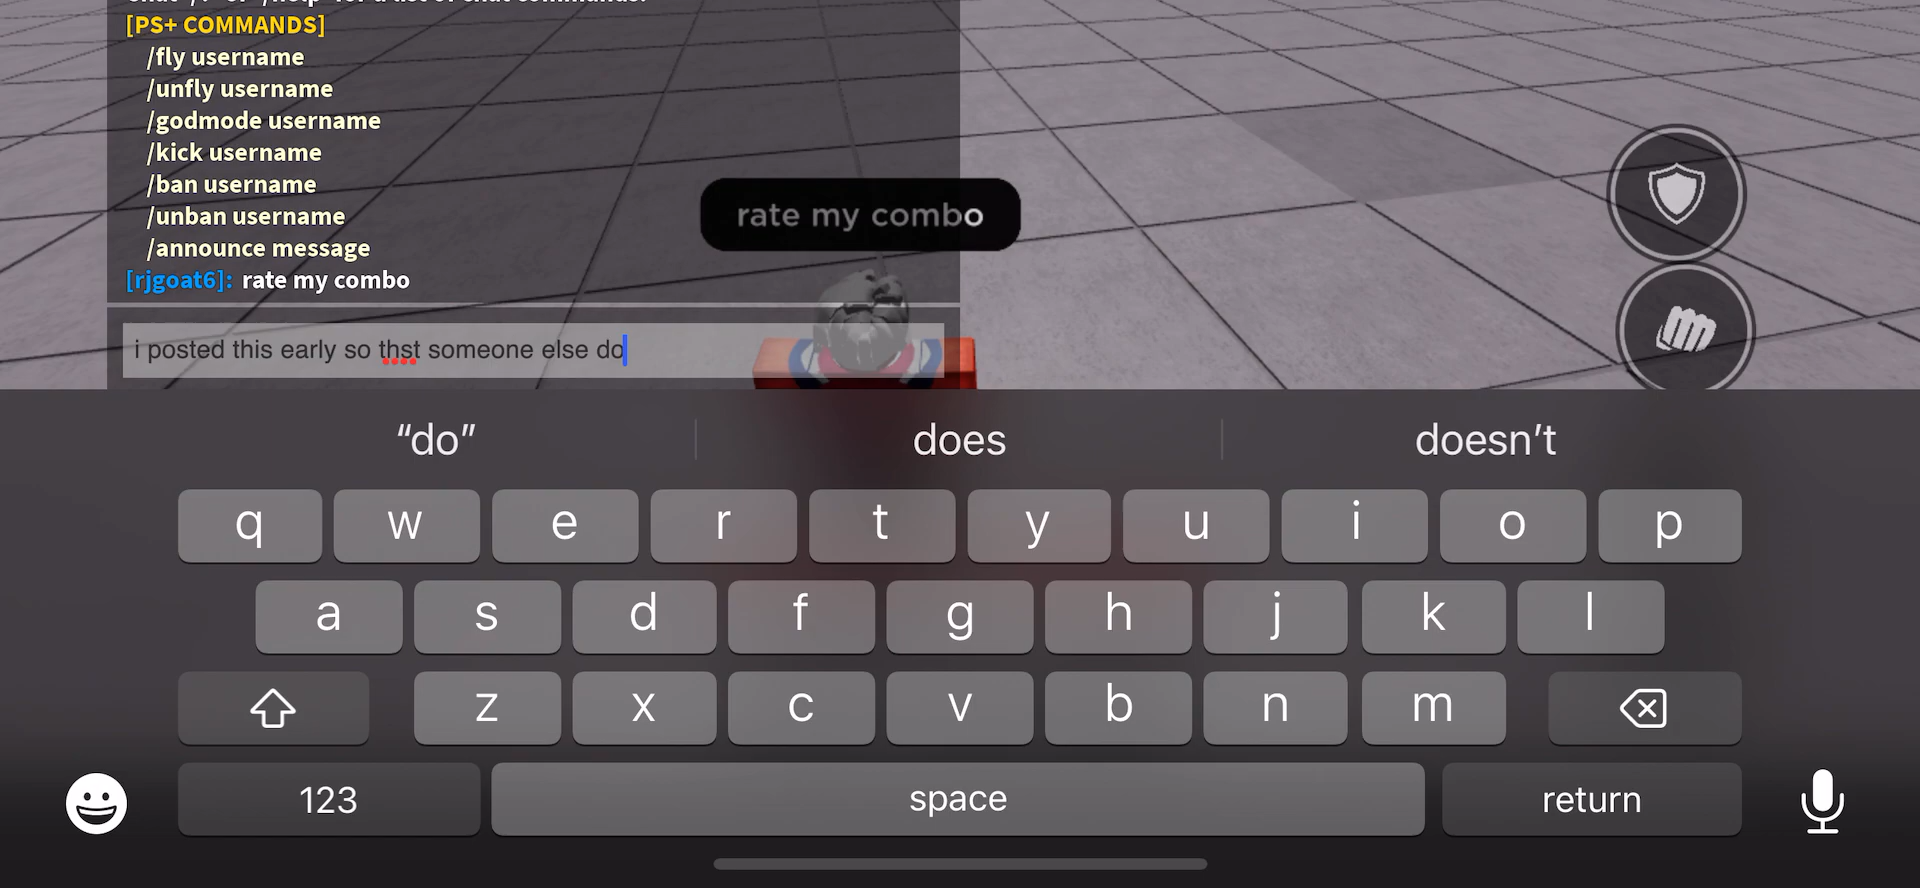 [PS+ COMMANDS]
/fly username
/unfly username
/godmode username
/kick username
/ban username
/unban username
/announce message
[rjgoat6]: rate my combo
rate my combo
i posted this early so thst someone else do
“do” does doesn’t
q w e r t y u i o p
a s d f g h j k l
z x c v b n m
123 space return